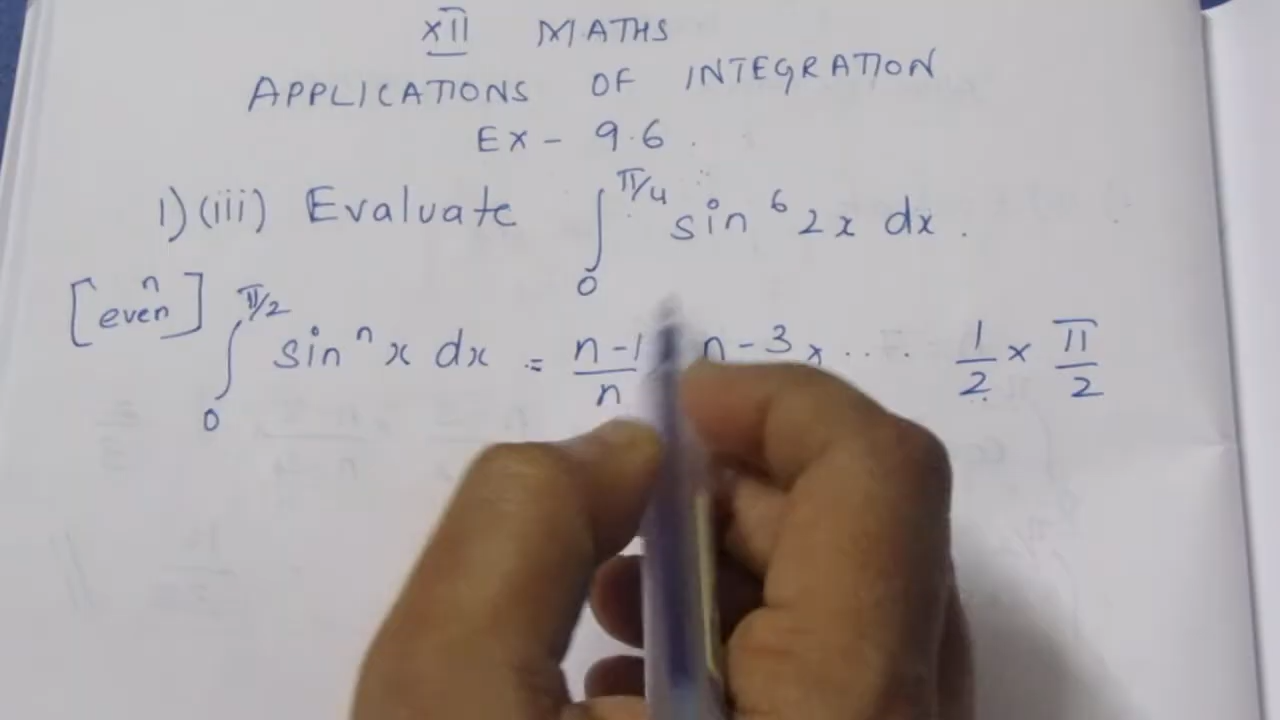 XII MATHS
APPLICATIONS OF INTEGRATION
EX - 9.6
1)(iii) Evaluate ∫₀^π/4 sin⁶ 2x dx.
[n even] ∫₀^π/2 sinⁿ x dx = n-1/n n-3 × .... 1/2 × π/2